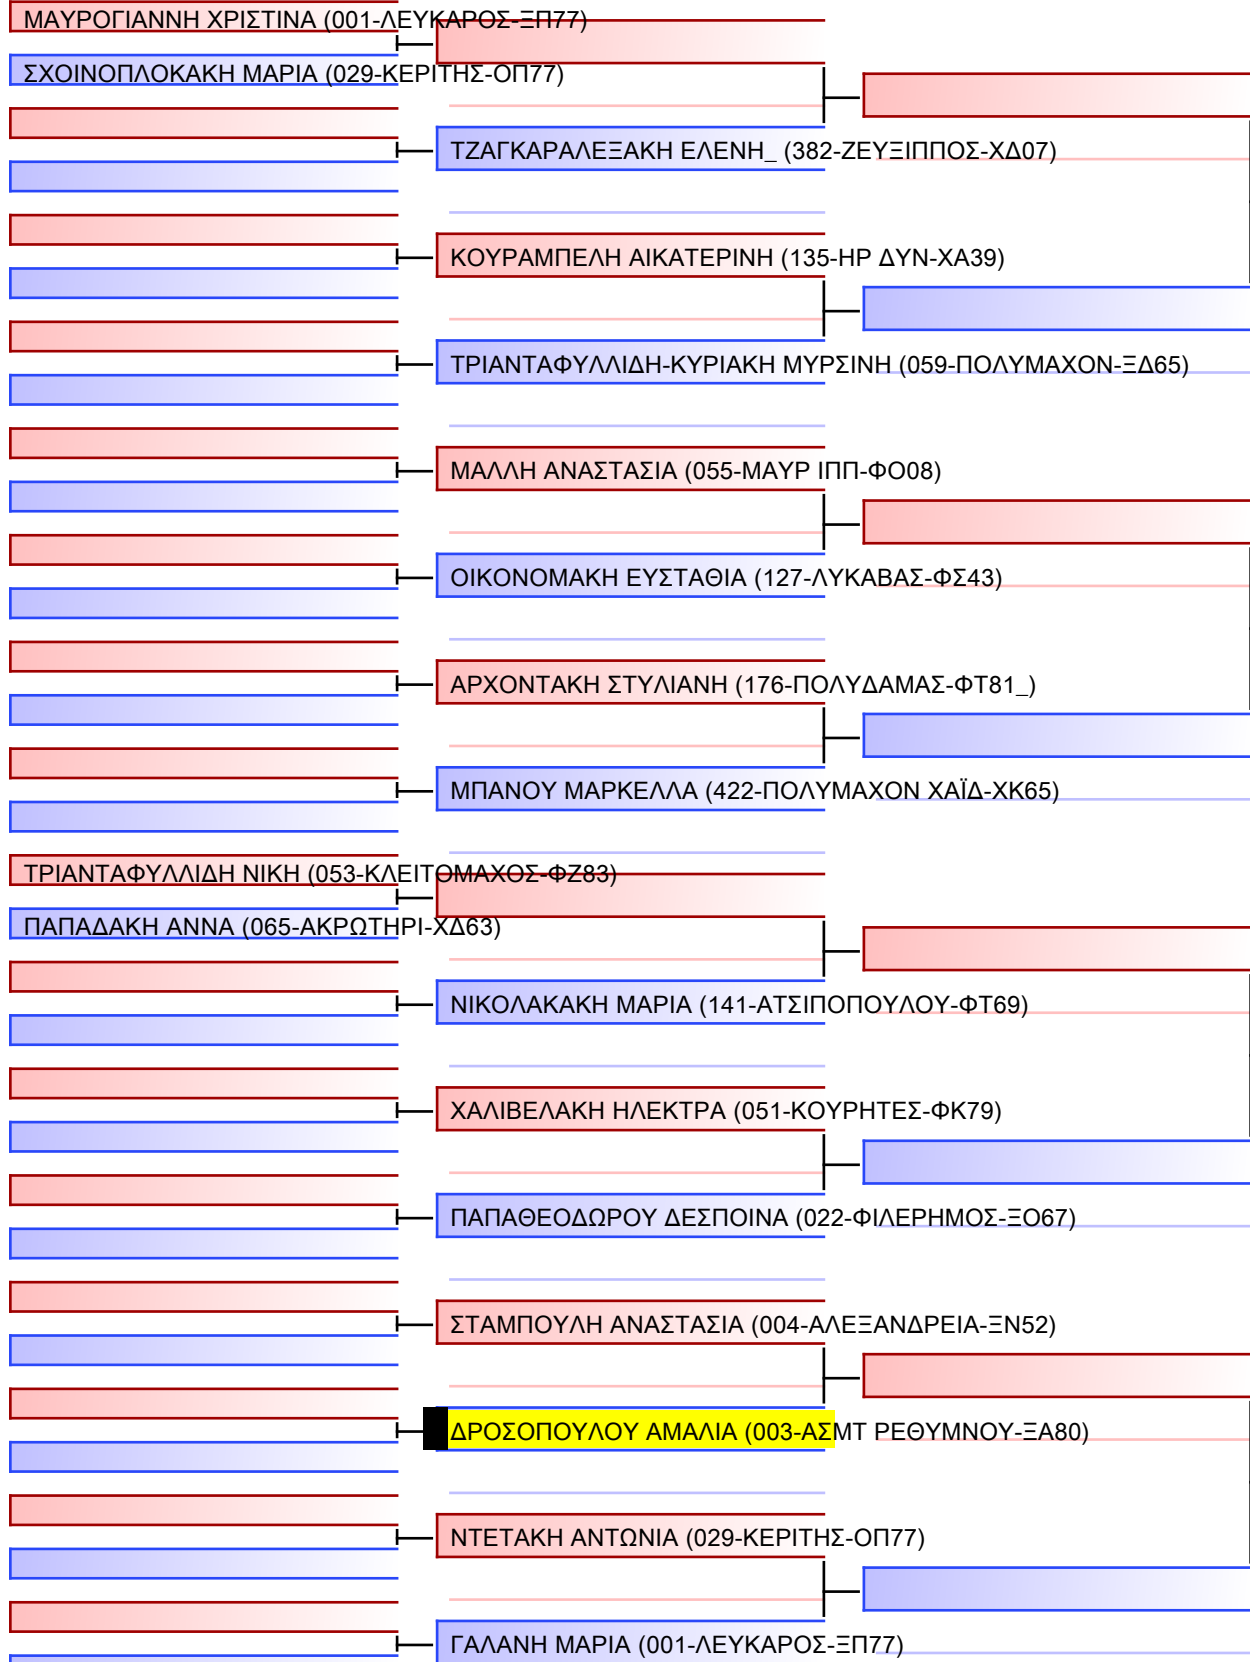 ΜΑΥΡΟΓΙΑΝΝΗ ΧΡΙΣΤΙΝΑ (001-ΛΕΥΚΑΡΟΣ-ΞΠ77)
ΣΧΟΙΝΟΠΛΟΚΑΚΗ ΜΑΡΙΑ (029-ΚΕΡΙΤΗΣ-ΟΠ77)
ΤΖΑΓΚΑΡΑΛΕΞΑΚΗ ΕΛΕΝΗ_ (382-ΖΕΥΞΙΠΠΟΣ-ΧΔ07)
ΚΟΥΡΑΜΠΕΛΗ ΑΙΚΑΤΕΡΙΝΗ (135-ΗΡ ΔΥΝ-ΧΑ39)
ΤΡΙΑΝΤΑΦΥΛΛΙΔΗ-ΚΥΡΙΑΚΗ ΜΥΡΣΙΝΗ (059-ΠΟΛΥΜΑΧΟΝ-ΞΔ65)
ΜΑΛΛΗ ΑΝΑΣΤΑΣΙΑ (055-ΜΑΥΡ ΙΠΠ-ΦΟ08)
ΟΙΚΟΝΟΜΑΚΗ ΕΥΣΤΑΘΙΑ (127-ΛΥΚΑΒΑΣ-ΦΣ43)
ΑΡΧΟΝΤΑΚΗ ΣΤΥΛΙΑΝΗ (176-ΠΟΛΥΔΑΜΑΣ-ΦΤ81_)
ΜΠΑΝΟΥ ΜΑΡΚΕΛΛΑ (422-ΠΟΛΥΜΑΧΟΝ ΧΑΪΔ-ΧΚ65)
ΤΡΙΑΝΤΑΦΥΛΛΙΔΗ ΝΙΚΗ (053-ΚΛΕΙΤΟΜΑΧΟΣ-ΦΖ83)
ΠΑΠΑΔΑΚΗ ΑΝΝΑ (065-ΑΚΡΩΤΗΡΙ-ΧΔ63)
ΝΙΚΟΛΑΚΑΚΗ ΜΑΡΙΑ (141-ΑΤΣΙΠΟΠΟΥΛΟΥ-ΦΤ69)
ΧΑΛΙΒΕΛΑΚΗ ΗΛΕΚΤΡΑ (051-ΚΟΥΡΗΤΕΣ-ΦΚ79)
ΠΑΠΑΘΕΟΔΩΡΟΥ ΔΕΣΠΟΙΝΑ (022-ΦΙΛΕΡΗΜΟΣ-ΞΟ67)
ΣΤΑΜΠΟΥΛΗ ΑΝΑΣΤΑΣΙΑ (004-ΑΛΕΞΑΝΔΡΕΙΑ-ΞΝ52)
ΔΡΟΣΟΠΟΥΛΟΥ ΑΜΑΛΙΑ (003-ΑΣΜΤ ΡΕΘΥΜΝΟΥ-ΞΑ80)
ΝΤΕΤΑΚΗ ΑΝΤΩΝΙΑ (029-ΚΕΡΙΤΗΣ-ΟΠ77)
ΓΑΛΑΝΗ ΜΑΡΙΑ (001-ΛΕΥΚΑΡΟΣ-ΞΠ77)